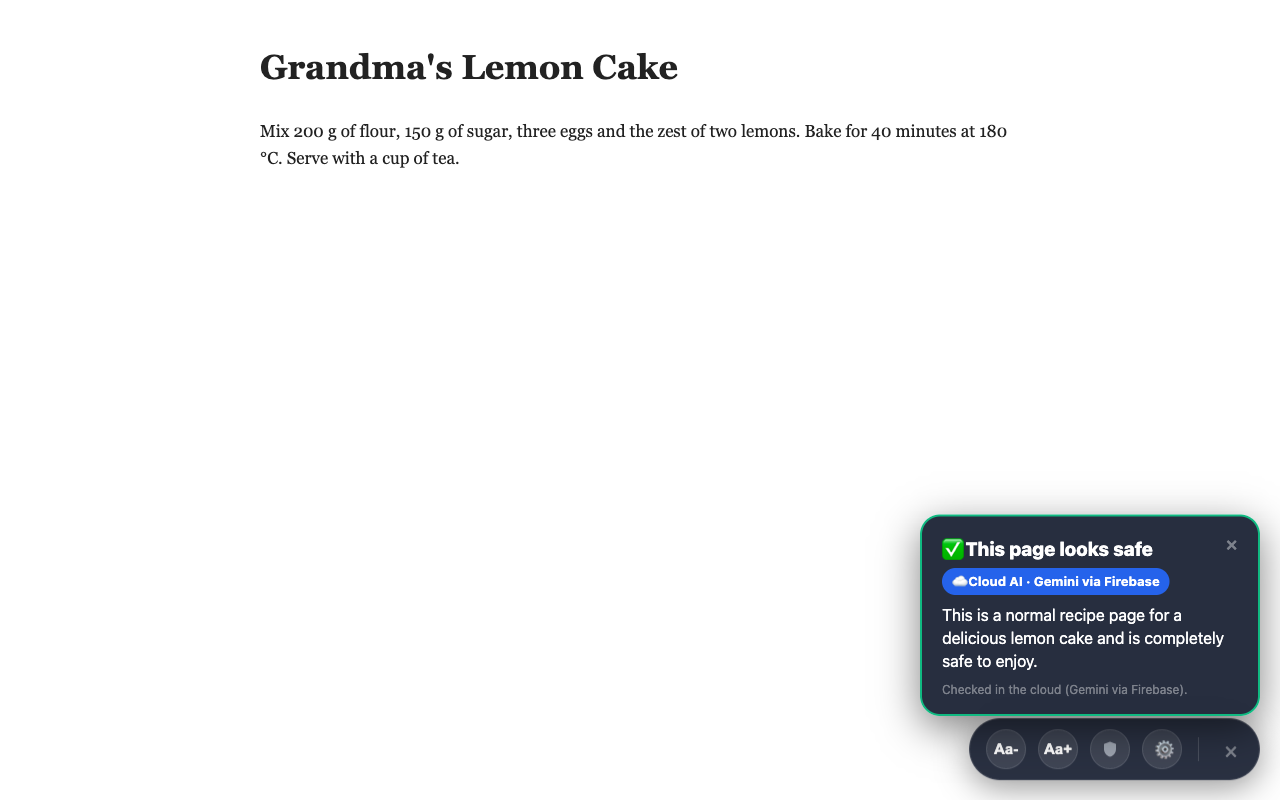 Grandma's Lemon Cake
Mix 200 g of flour, 150 g of sugar, three eggs and the zest of two lemons. Bake for 40 minutes at 180
°C. Serve with a cup of tea.
✅This page looks safe
×
☁️Cloud AI · Gemini via Firebase
This is a normal recipe page for a
delicious lemon cake and is completely
safe to enjoy.
Checked in the cloud (Gemini via Firebase).
Aa- Aa+ ×